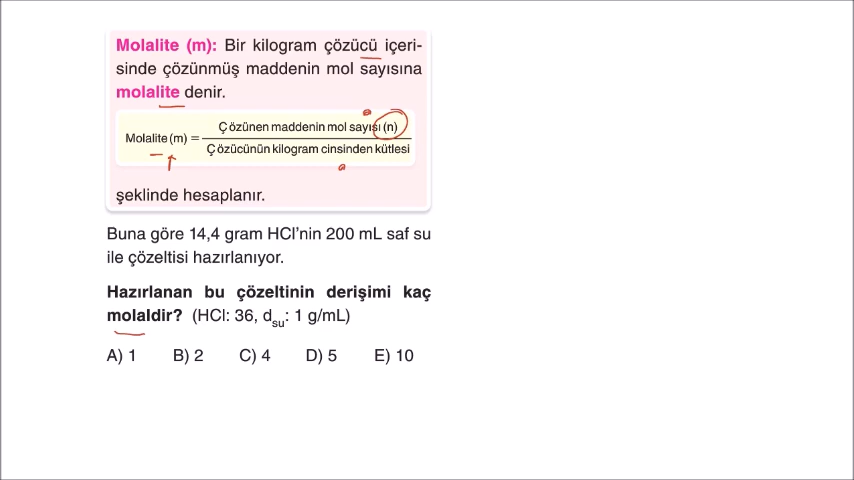 Molalite (m): Bir kilogram çözücü içeri-
sinde çözünmüş maddenin mol sayısına
molalite denir.
Molalite (m) = Çözünen maddenin mol sayısı (n)
Çözücünün kilogram cinsinden kütlesi
şeklinde hesaplanır.
Buna göre 14,4 gram HCl’nin 200 mL saf su
ile çözeltisi hazırlanıyor.
Hazırlanan bu çözeltinin derişimi kaç
molaldir? (HCl: 36, dsu: 1 g/mL)
A) 1 B) 2 C) 4 D) 5 E) 10